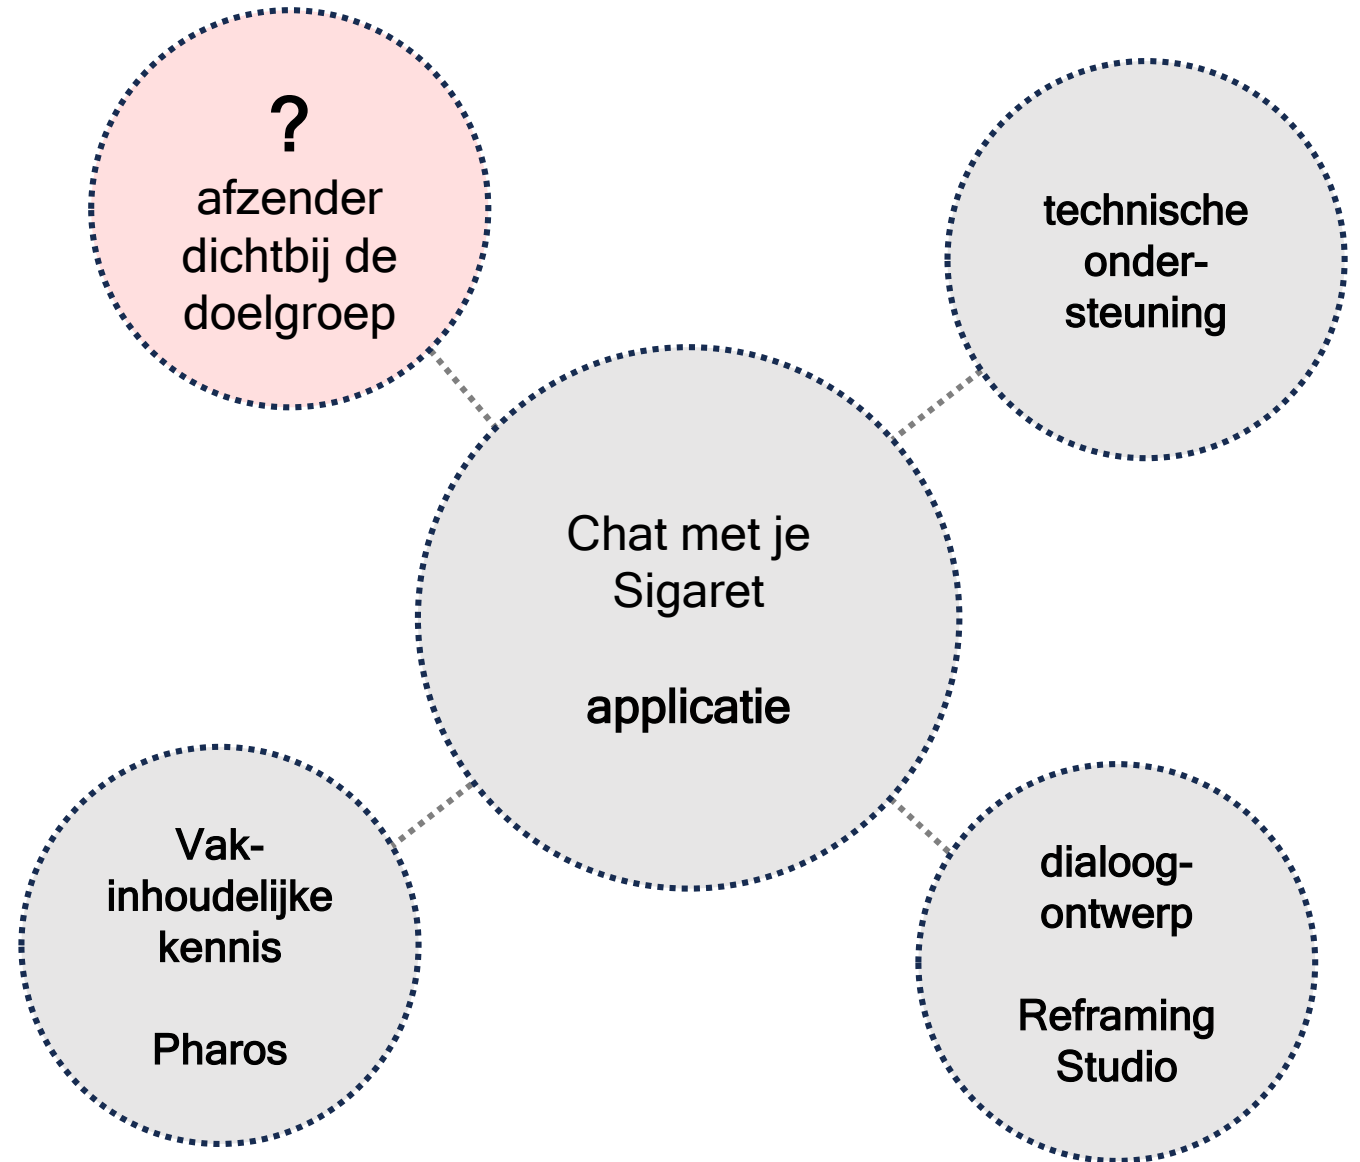 ?
afzender
dichtbij de
doelgroep
technische
onder-
steuning
Chat met je
Sigaret
applicatie
Vak-
inhoudelijke
kennis
Pharos
dialoog-
ontwerp
Reframing
Studio